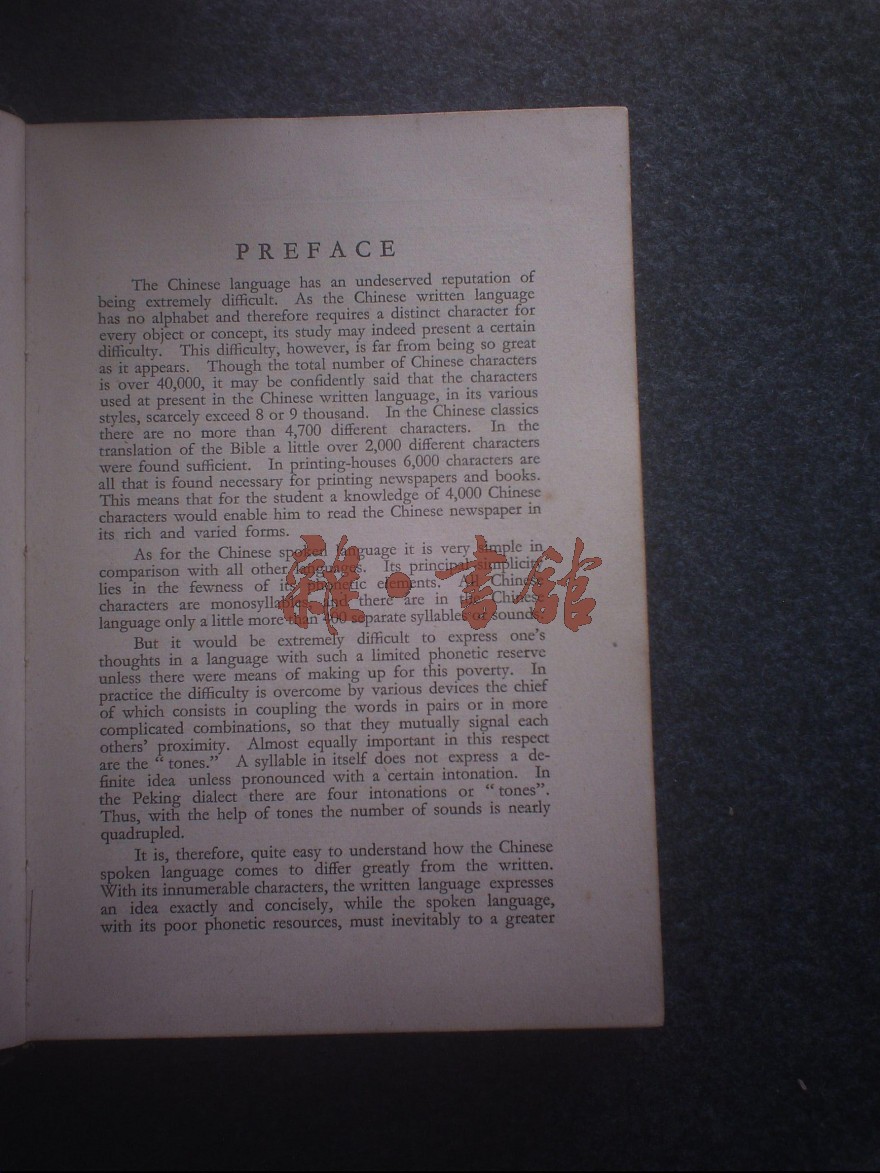 PREFACE
The Chinese language has an undeserved reputation of
being extremely difficult. As the Chinese written language
has no alphabet and therefore requires a distinct character for
every object or concept, its study may indeed present a certain
difficulty. This difficulty, however, is far from being so great
as it appears. Though the total number of Chinese characters
is over 40,000, it may be confidently said that the characters
used at present in the Chinese written language, in its various
styles, scarcely exceed 8 or 9 thousand. In the Chinese classics
there are no more than 4,700 different characters. In the
translation of the Bible a little over 2,000 different characters
were found sufficient. In printing-houses 6,000 characters are
all that is found necessary for printing newspapers and books.
This means that for the student a knowledge of 4,000 Chinese
characters would enable him to read the Chinese newspaper in
its rich and varied forms.
As for the Chinese spoken language it is very simple in
comparison with all other languages. Its principal simplicity
lies in the fewness of its phonetic elements. All Chinese
characters are monosyllables, and there are in the Chinese
language only a little more than 400 separate syllables or sounds.
But it would be extremely difficult to express one's
thoughts in a language with such a limited phonetic reserve
unless there were means of making up for this poverty. In
practice the difficulty is overcome by various devices the chief
of which consists in coupling the words in pairs or in more
complicated combinations, so that they mutually signal each
others' proximity. Almost equally important in this respect
are the "tones." A syllable in itself does not express a de-
finite idea unless pronounced with a certain intonation. In
the Peking dialect there are four intonations or "tones".
Thus, with the help of tones the number of sounds is nearly
quadrupled.
It is, therefore, quite easy to understand how the Chinese
spoken language comes to differ greatly from the written.
With its innumerable characters, the written language expresses
an idea exactly and concisely, while the spoken language,
with its poor phonetic resources, must inevitably to a greater
雜·書館